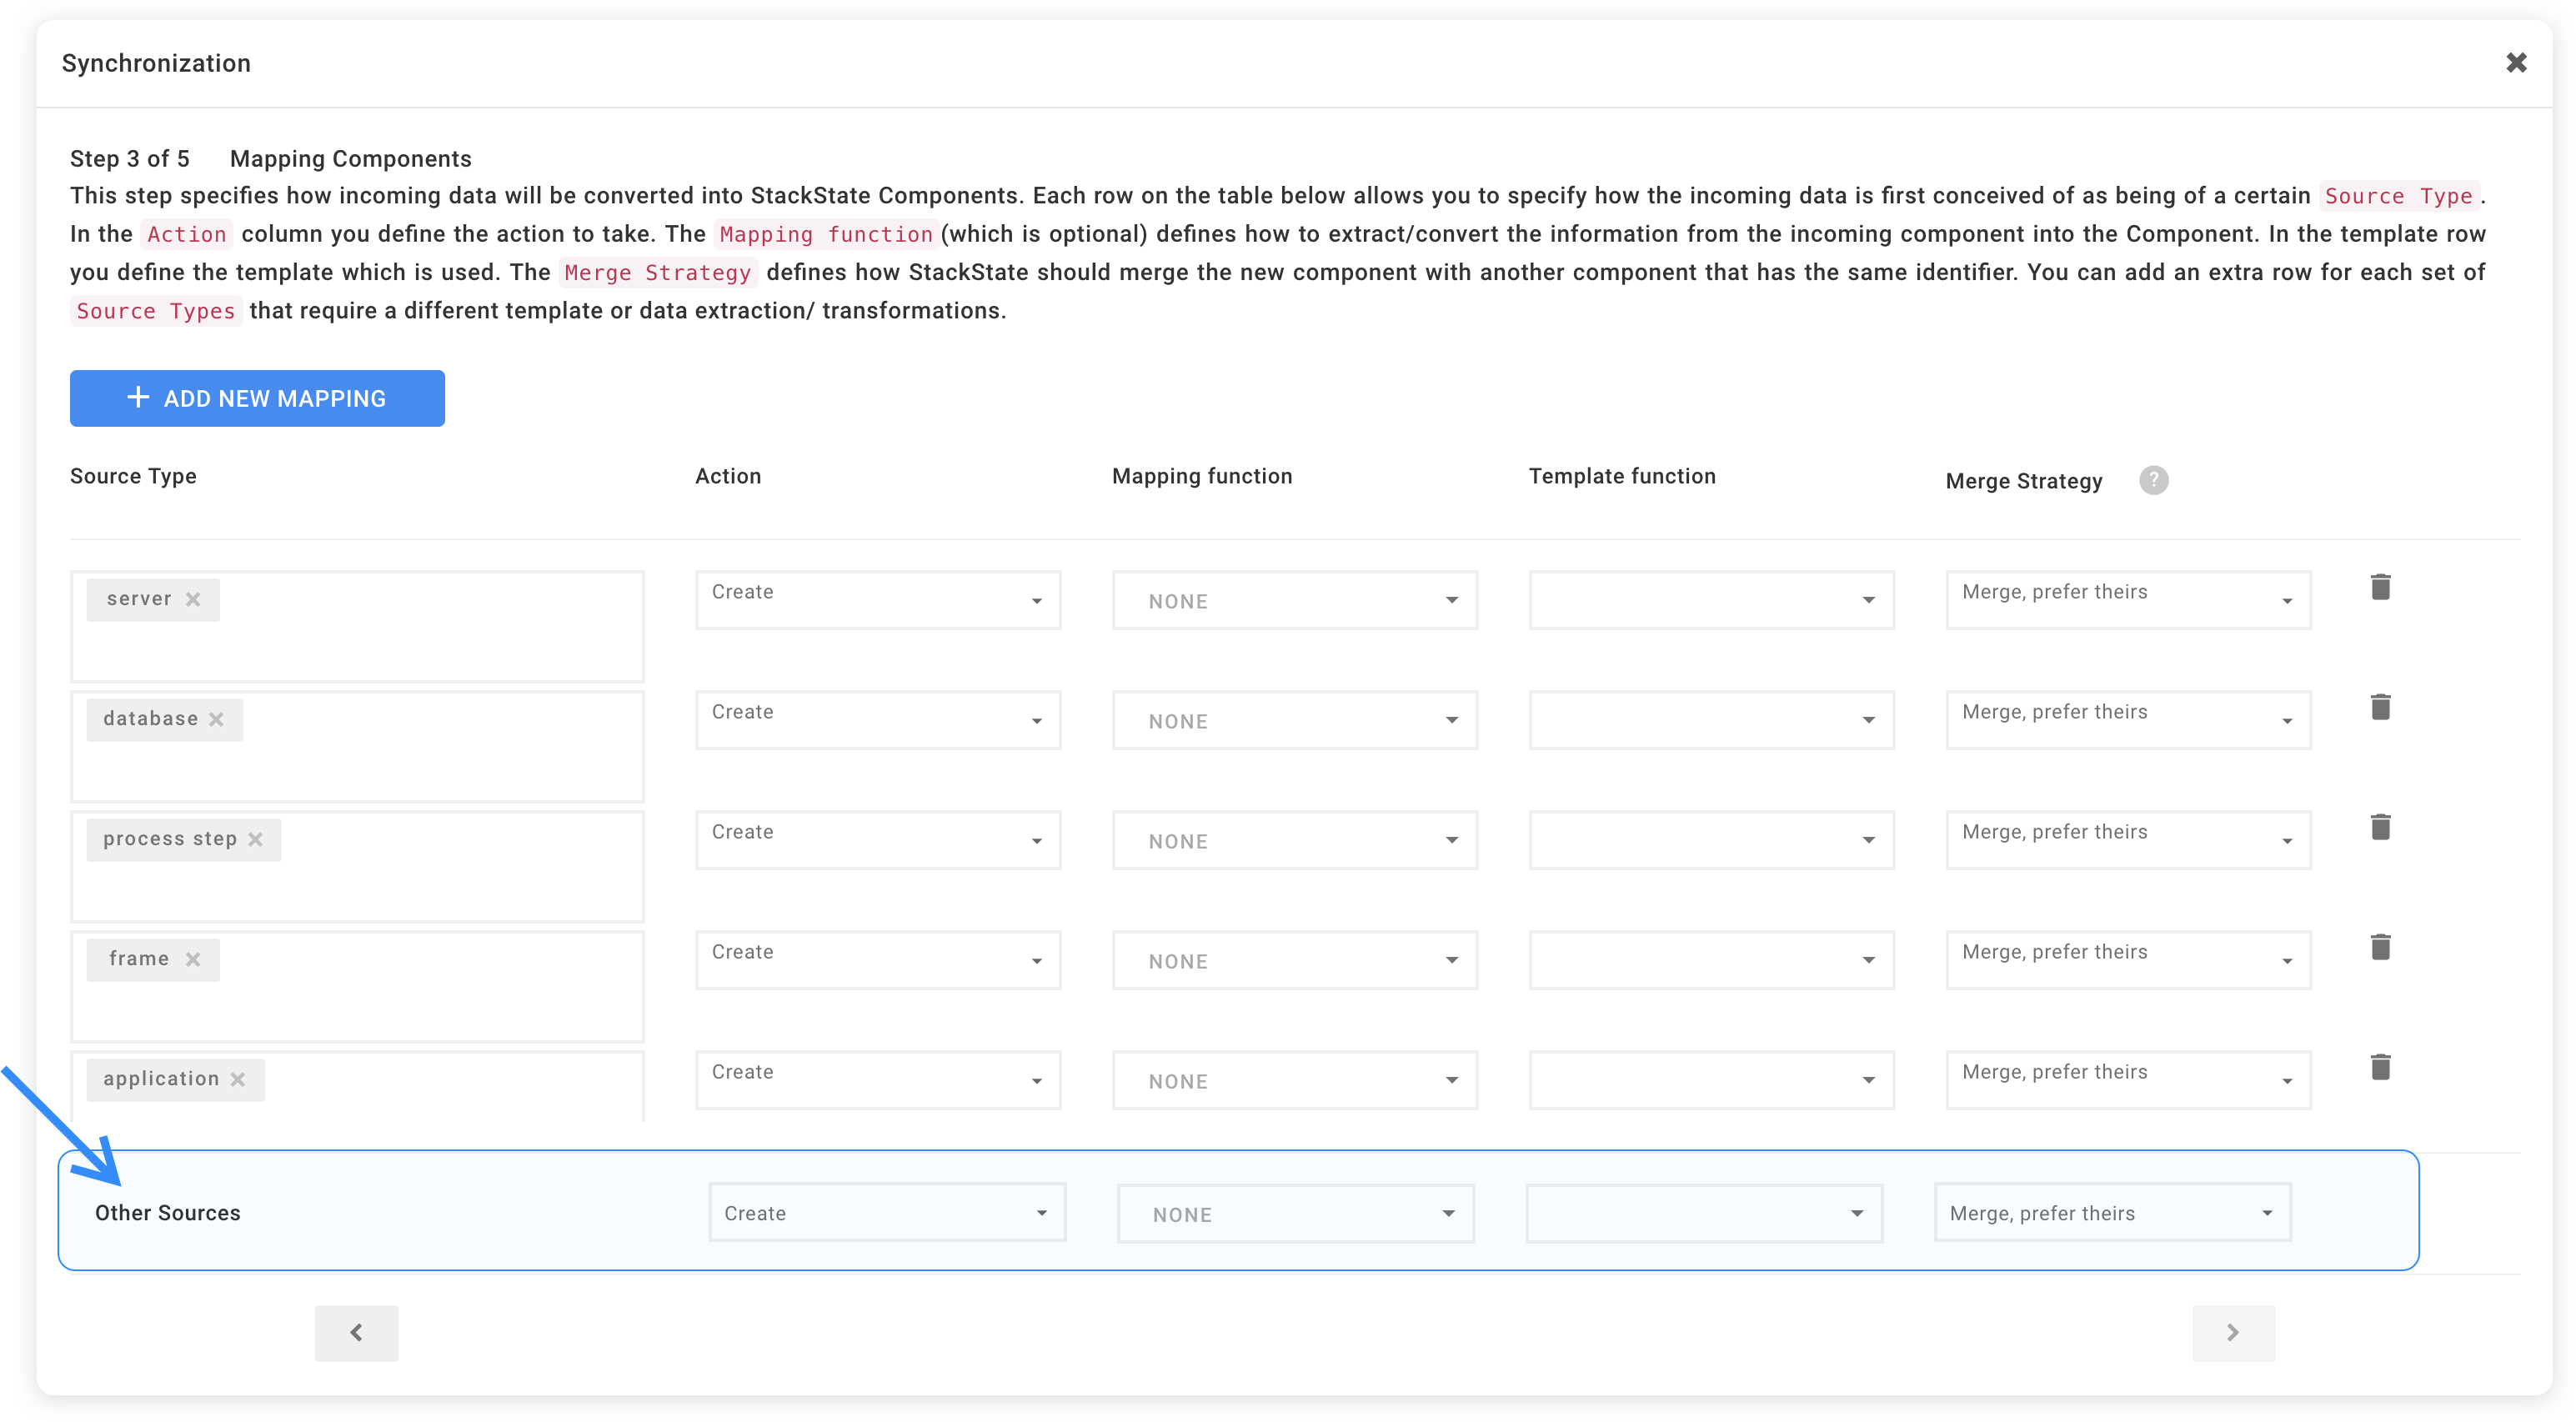 Synchronization
Step 3 of 5 Mapping Components
This step specifies how incoming data will be converted into StackState Components. Each row on the table below allows you to specify how the incoming data is first conceived of as being of a certain Source Type.
In the Action column you define the action to take. The Mapping function(which is optional) defines how to extract/convert the information from the incoming component into the Component. In the template row
you define the template which is used. The Merge Strategy defines how StackState should merge the new component with another component that has the same identifier. You can add an extra row for each set of
Source Types that require a different template or data extraction/ transformations.
+ ADD NEW MAPPING
Source Type Action Mapping function Template function Merge Strategy ?
server Create NONE Merge, prefer theirs
database Create NONE Merge, prefer theirs
process step Create NONE Merge, prefer theirs
frame Create NONE Merge, prefer theirs
application Create NONE Merge, prefer theirs
Other Sources Create NONE Merge, prefer theirs